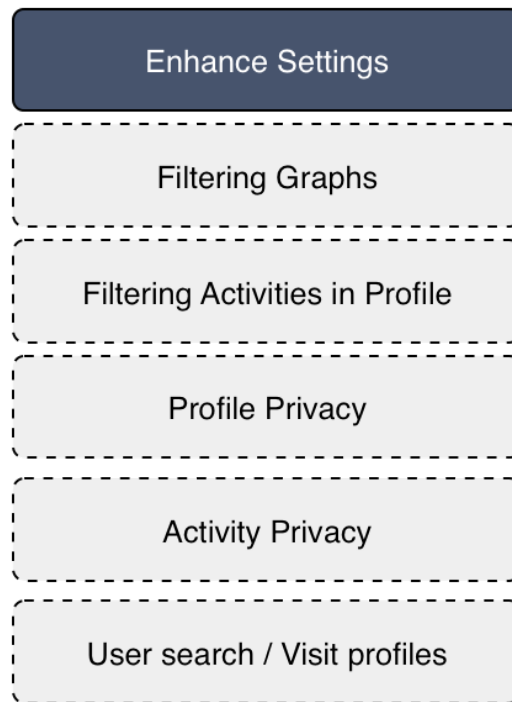 Enhance Settings
Filtering Graphs
Filtering Activities in Profile
Profile Privacy
Activity Privacy
User search / Visit profiles